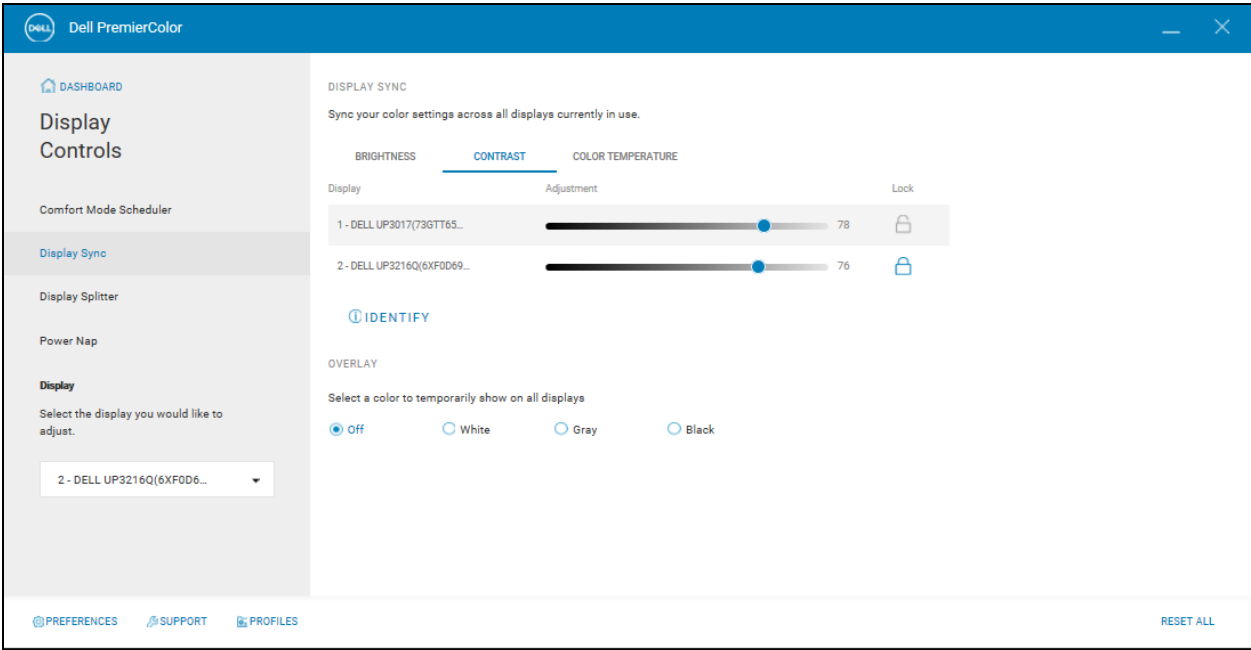 DELL
Dell PremierColor
DASHBOARD
Display
Controls
Comfort Mode Scheduler
Display Sync
Display Splitter
Power Nap
Display
Select the display you would like to
adjust.
2 - DELL UP3216Q(6XF0D6...
DISPLAY SYNC
Sync your color settings across all displays currently in use.
BRIGHTNESS CONTRAST COLOR TEMPERATURE
Display Adjustment Lock
1 - DELL UP3017(73GTT65... 78
2 - DELL UP3216Q(6XF0D69... 76
IDENTIFY
OVERLAY
Select a color to temporarily show on all displays
Off White Gray Black
PREFERENCES SUPPORT PROFILES RESET ALL